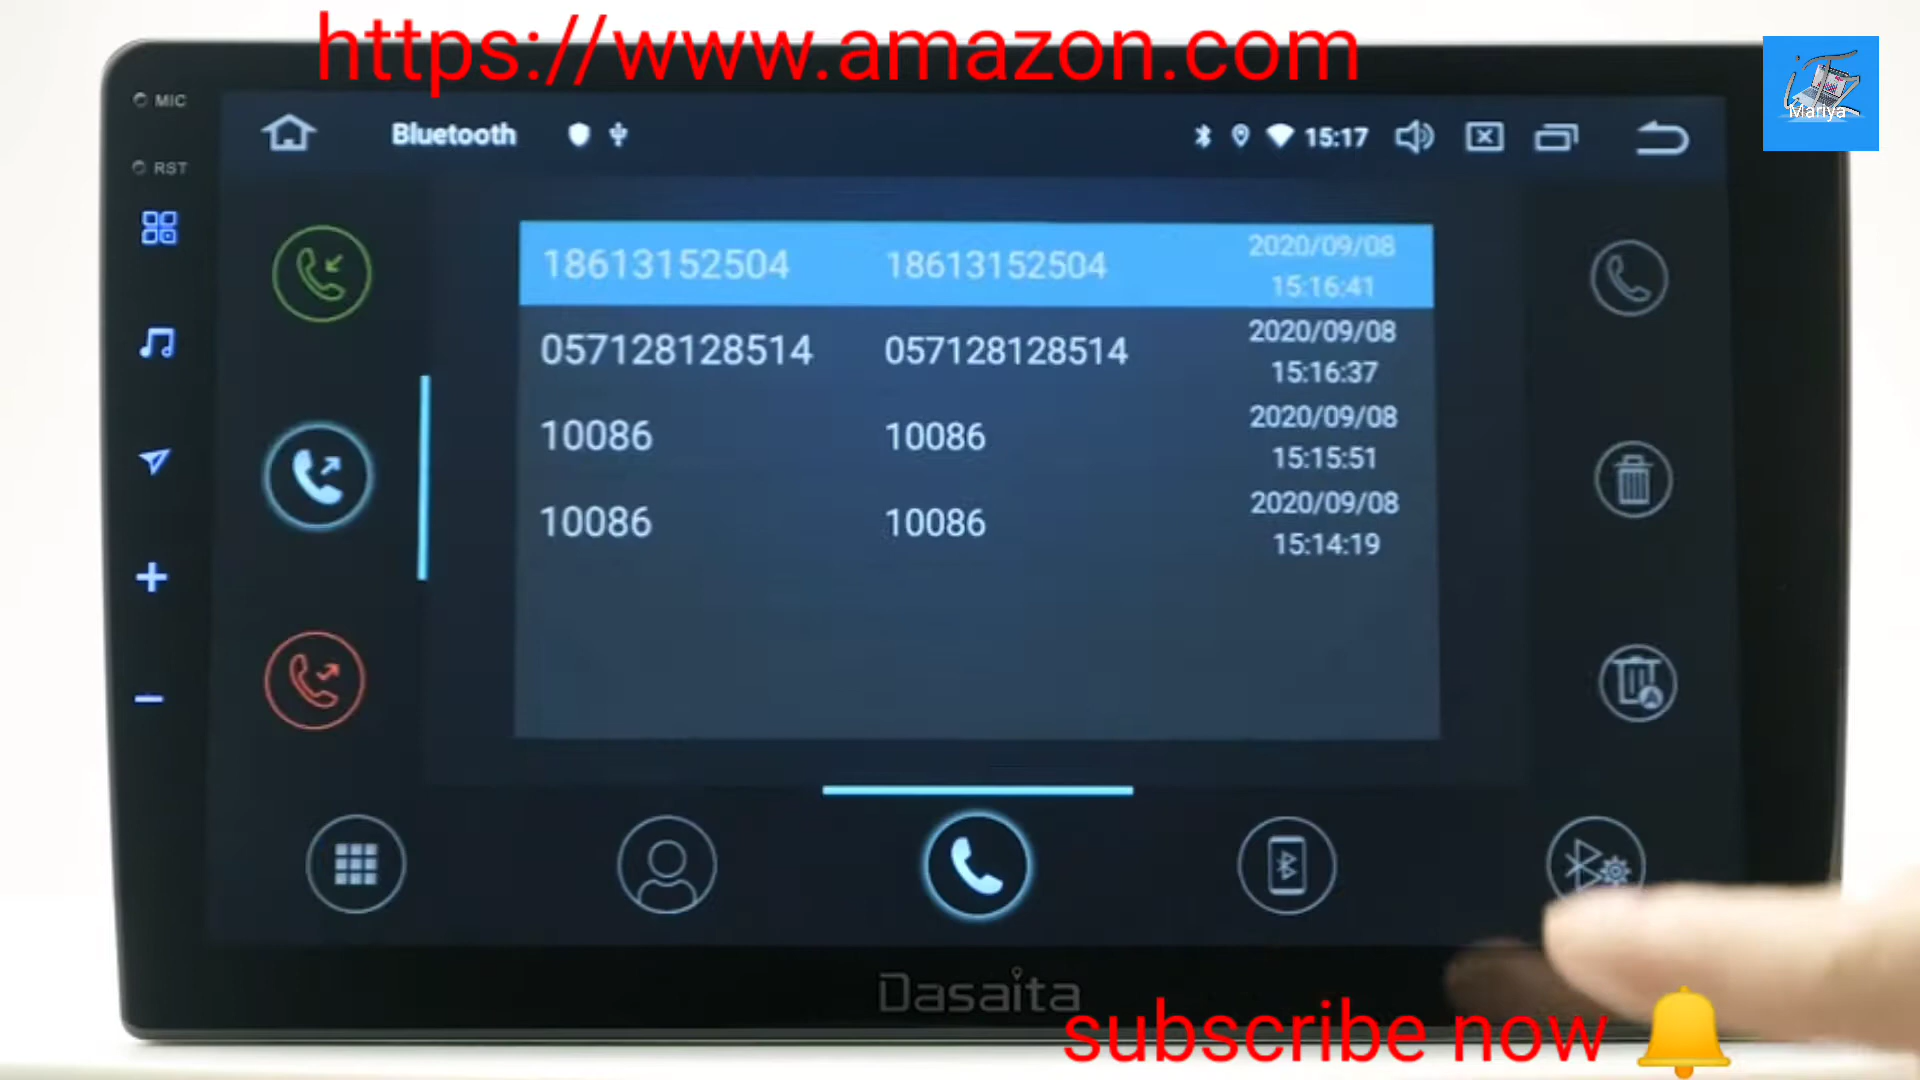 https://www.amazon.com
MIC
Mariya
Bluetooth
15:17
RST
18613152504 18613152504 2020/09/08
15:16:41
057128128514 057128128514 2020/09/08
15:16:37
10086 10086 2020/09/08
15:15:51
10086 10086 2020/09/08
15:14:19
Dasaita
subscribe now